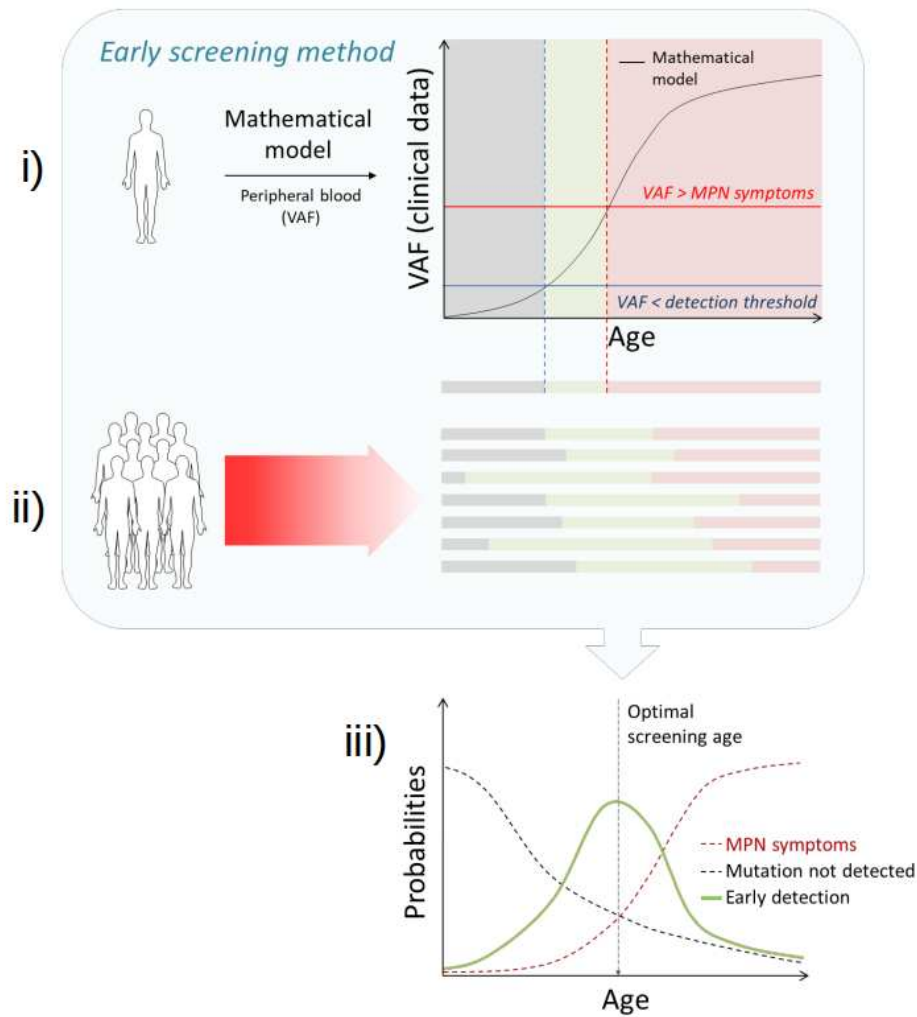 Early screening method
i)
Mathematical
model
Peripheral blood
(VAF)
VAF (clinical data)
Mathematical
model
VAF > MPN symptoms
VAF < detection threshold
Age
ii)
iii)
Probabilities
Optimal
screening age
MPN symptoms
Mutation not detected
Early detection
Age